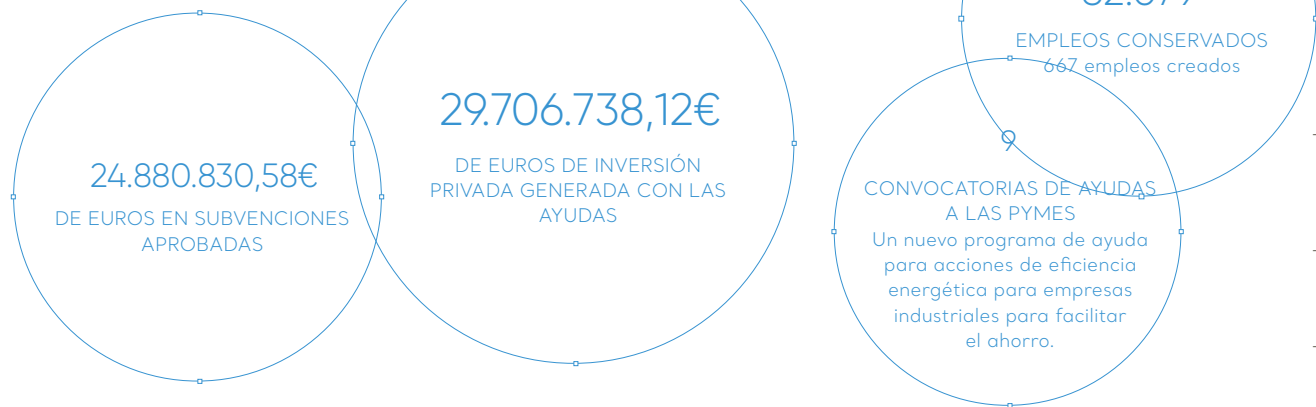 24.880.830,58€
DE EUROS EN SUBVENCIONES
APROBADAS
29.706.738,12€
DE EUROS DE INVERSIÓN
PRIVADA GENERADA CON LAS
AYUDAS
EMPLEOS CONSERVADOS
667 empleos creados
9
CONVOCATORIAS DE AYUDAS
A LAS PYMES
Un nuevo programa de ayuda
para acciones de eficiencia
energética para empresas
industriales para facilitar
el ahorro.